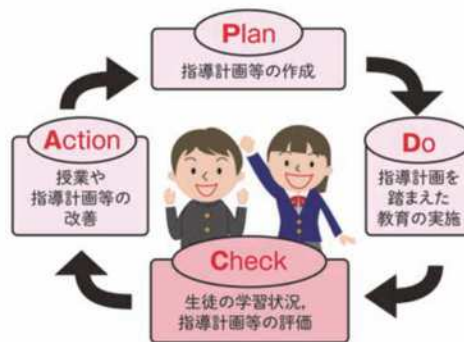 Plan
指導計画等の作成
Do
指導計画を
踏まえた
教育の実施
Check
生徒の学習状況,
指導計画等の評価
Action
授業や
指導計画等の
改善